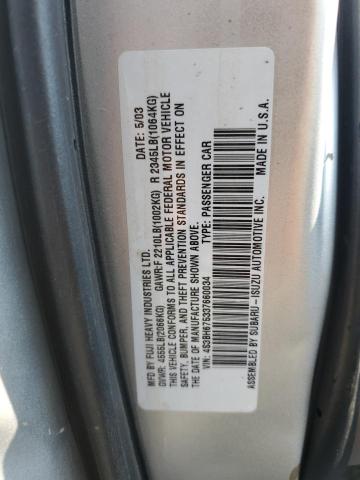 MFD BY FUJI HEAVY INDUSTRIES LTD. DATE: 5/03
GVWR: 4555LB(2066KG) GAWR:F 2210LB(1002KG) R 2345LB(1064KG)
THIS VEHICLE CONFORMS TO ALL APPLICABLE FEDERAL MOTOR VEHICLE
SAFETY, BUMPER, AND THEFT PREVENTION STANDARDS IN EFFECT ON
THE DATE OF MANUFACTURE SHOWN ABOVE.
VIN: 4S3BH675337660034 TYPE: PASSENGER CAR
ASSEMBLED BY SUBARU-ISUZU AUTOMOTIVE INC. MADE IN U.S.A.